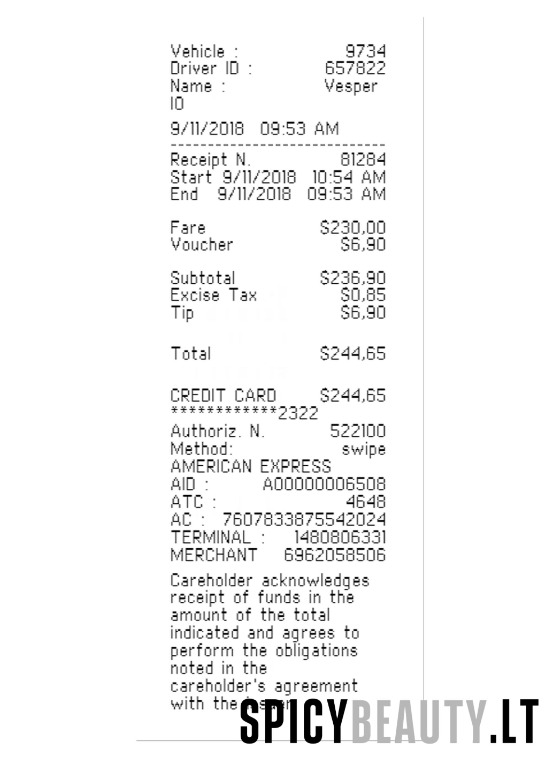 Vehicle : 9734
Driver ID : 657822
Name : Vesper
IO
9/11/2018 09:53 AM
---------------------------
Receipt N. 81284
Start 9/11/2018 10:54 AM
End 9/11/2018 09:53 AM
Fare $230,00
Voucher $6,90
Subtotal $236,90
Excise Tax $0,85
Tip $6,90
Total $244,65
CREDIT CARD $244,65
************2322
Authoriz. N. 522100
Method: swipe
AMERICAN EXPRESS
AID : A00000006508
ATC : 4648
AC : 7607833875542024
TERMINAL : 1480806331
MERCHANT 6962058506
Careholder acknowledges
receipt of funds in the
amount of the total
indicated and agrees to
perform the obligations
noted in the
careholder's agreement
with the
SPICYBEAUTY.LT